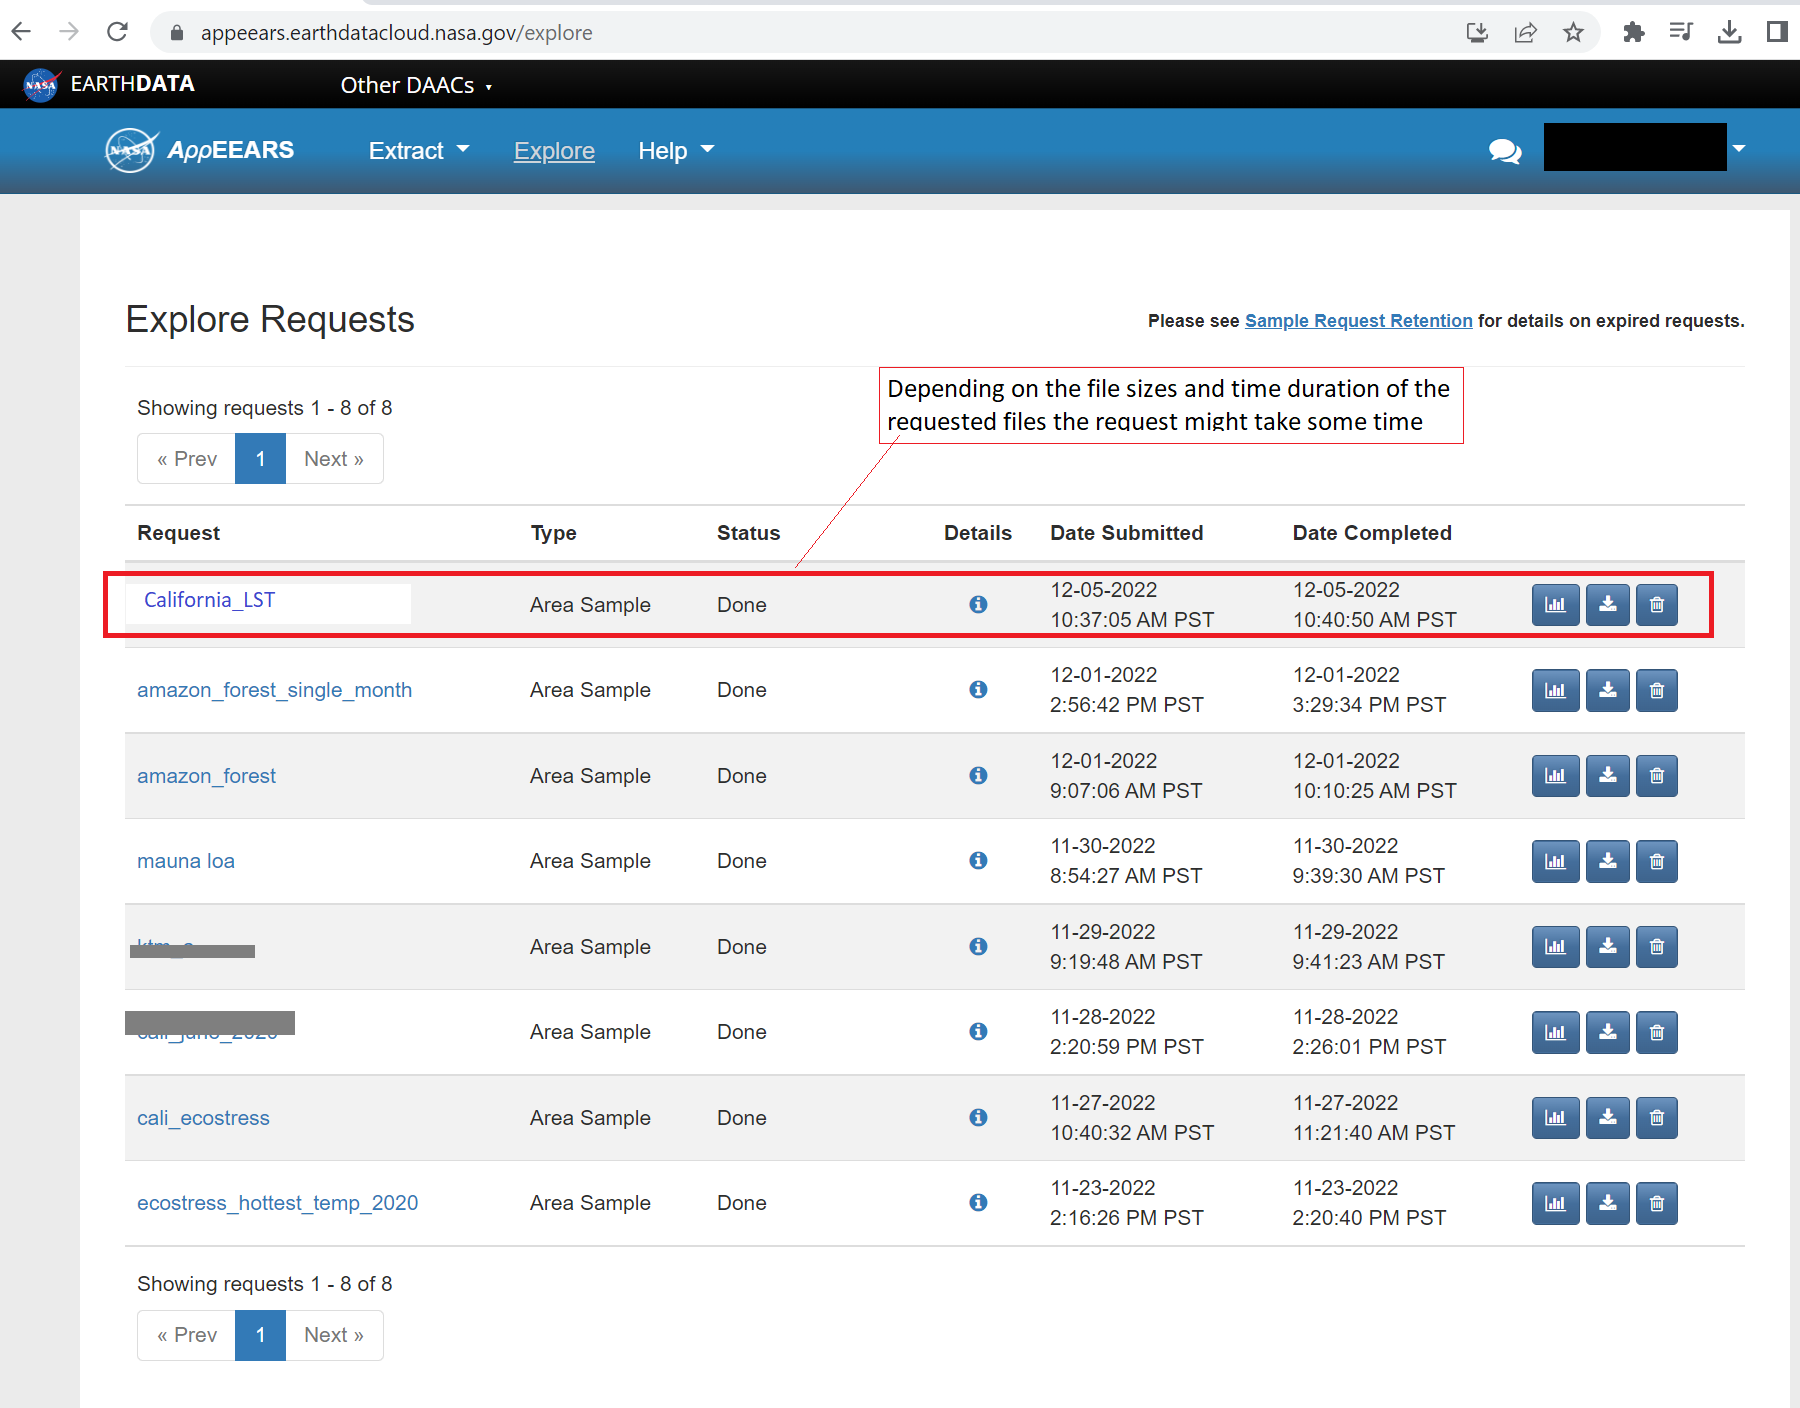 appeears.earthdatacloud.nasa.gov/explore
NASA EARTHDATA Other DAACs
NASA AppEEARS Extract Explore Help
Explore Requests
Please see Sample Request Retention for details on expired requests.
Depending on the file sizes and time duration of the
requested files the request might take some time
Showing requests 1 - 8 of 8
« Prev 1 Next »
Request Type Status Details Date Submitted Date Completed
California_LST Area Sample Done 12-05-2022 12-05-2022
10:37:05 AM PST 10:40:50 AM PST
amazon_forest_single_month Area Sample Done 12-01-2022 12-01-2022
2:56:42 PM PST 3:29:34 PM PST
amazon_forest Area Sample Done 12-01-2022 12-01-2022
9:07:06 AM PST 10:10:25 AM PST
mauna loa Area Sample Done 11-30-2022 11-30-2022
8:54:27 AM PST 9:39:30 AM PST
Area Sample Done 11-29-2022 11-29-2022
9:19:48 AM PST 9:41:23 AM PST
Area Sample Done 11-28-2022 11-28-2022
2:20:59 PM PST 2:26:01 PM PST
cali_ecostress Area Sample Done 11-27-2022 11-27-2022
10:40:32 AM PST 11:21:40 AM PST
ecostress_hottest_temp_2020 Area Sample Done 11-23-2022 11-23-2022
2:16:26 PM PST 2:20:40 PM PST
Showing requests 1 - 8 of 8
« Prev 1 Next »